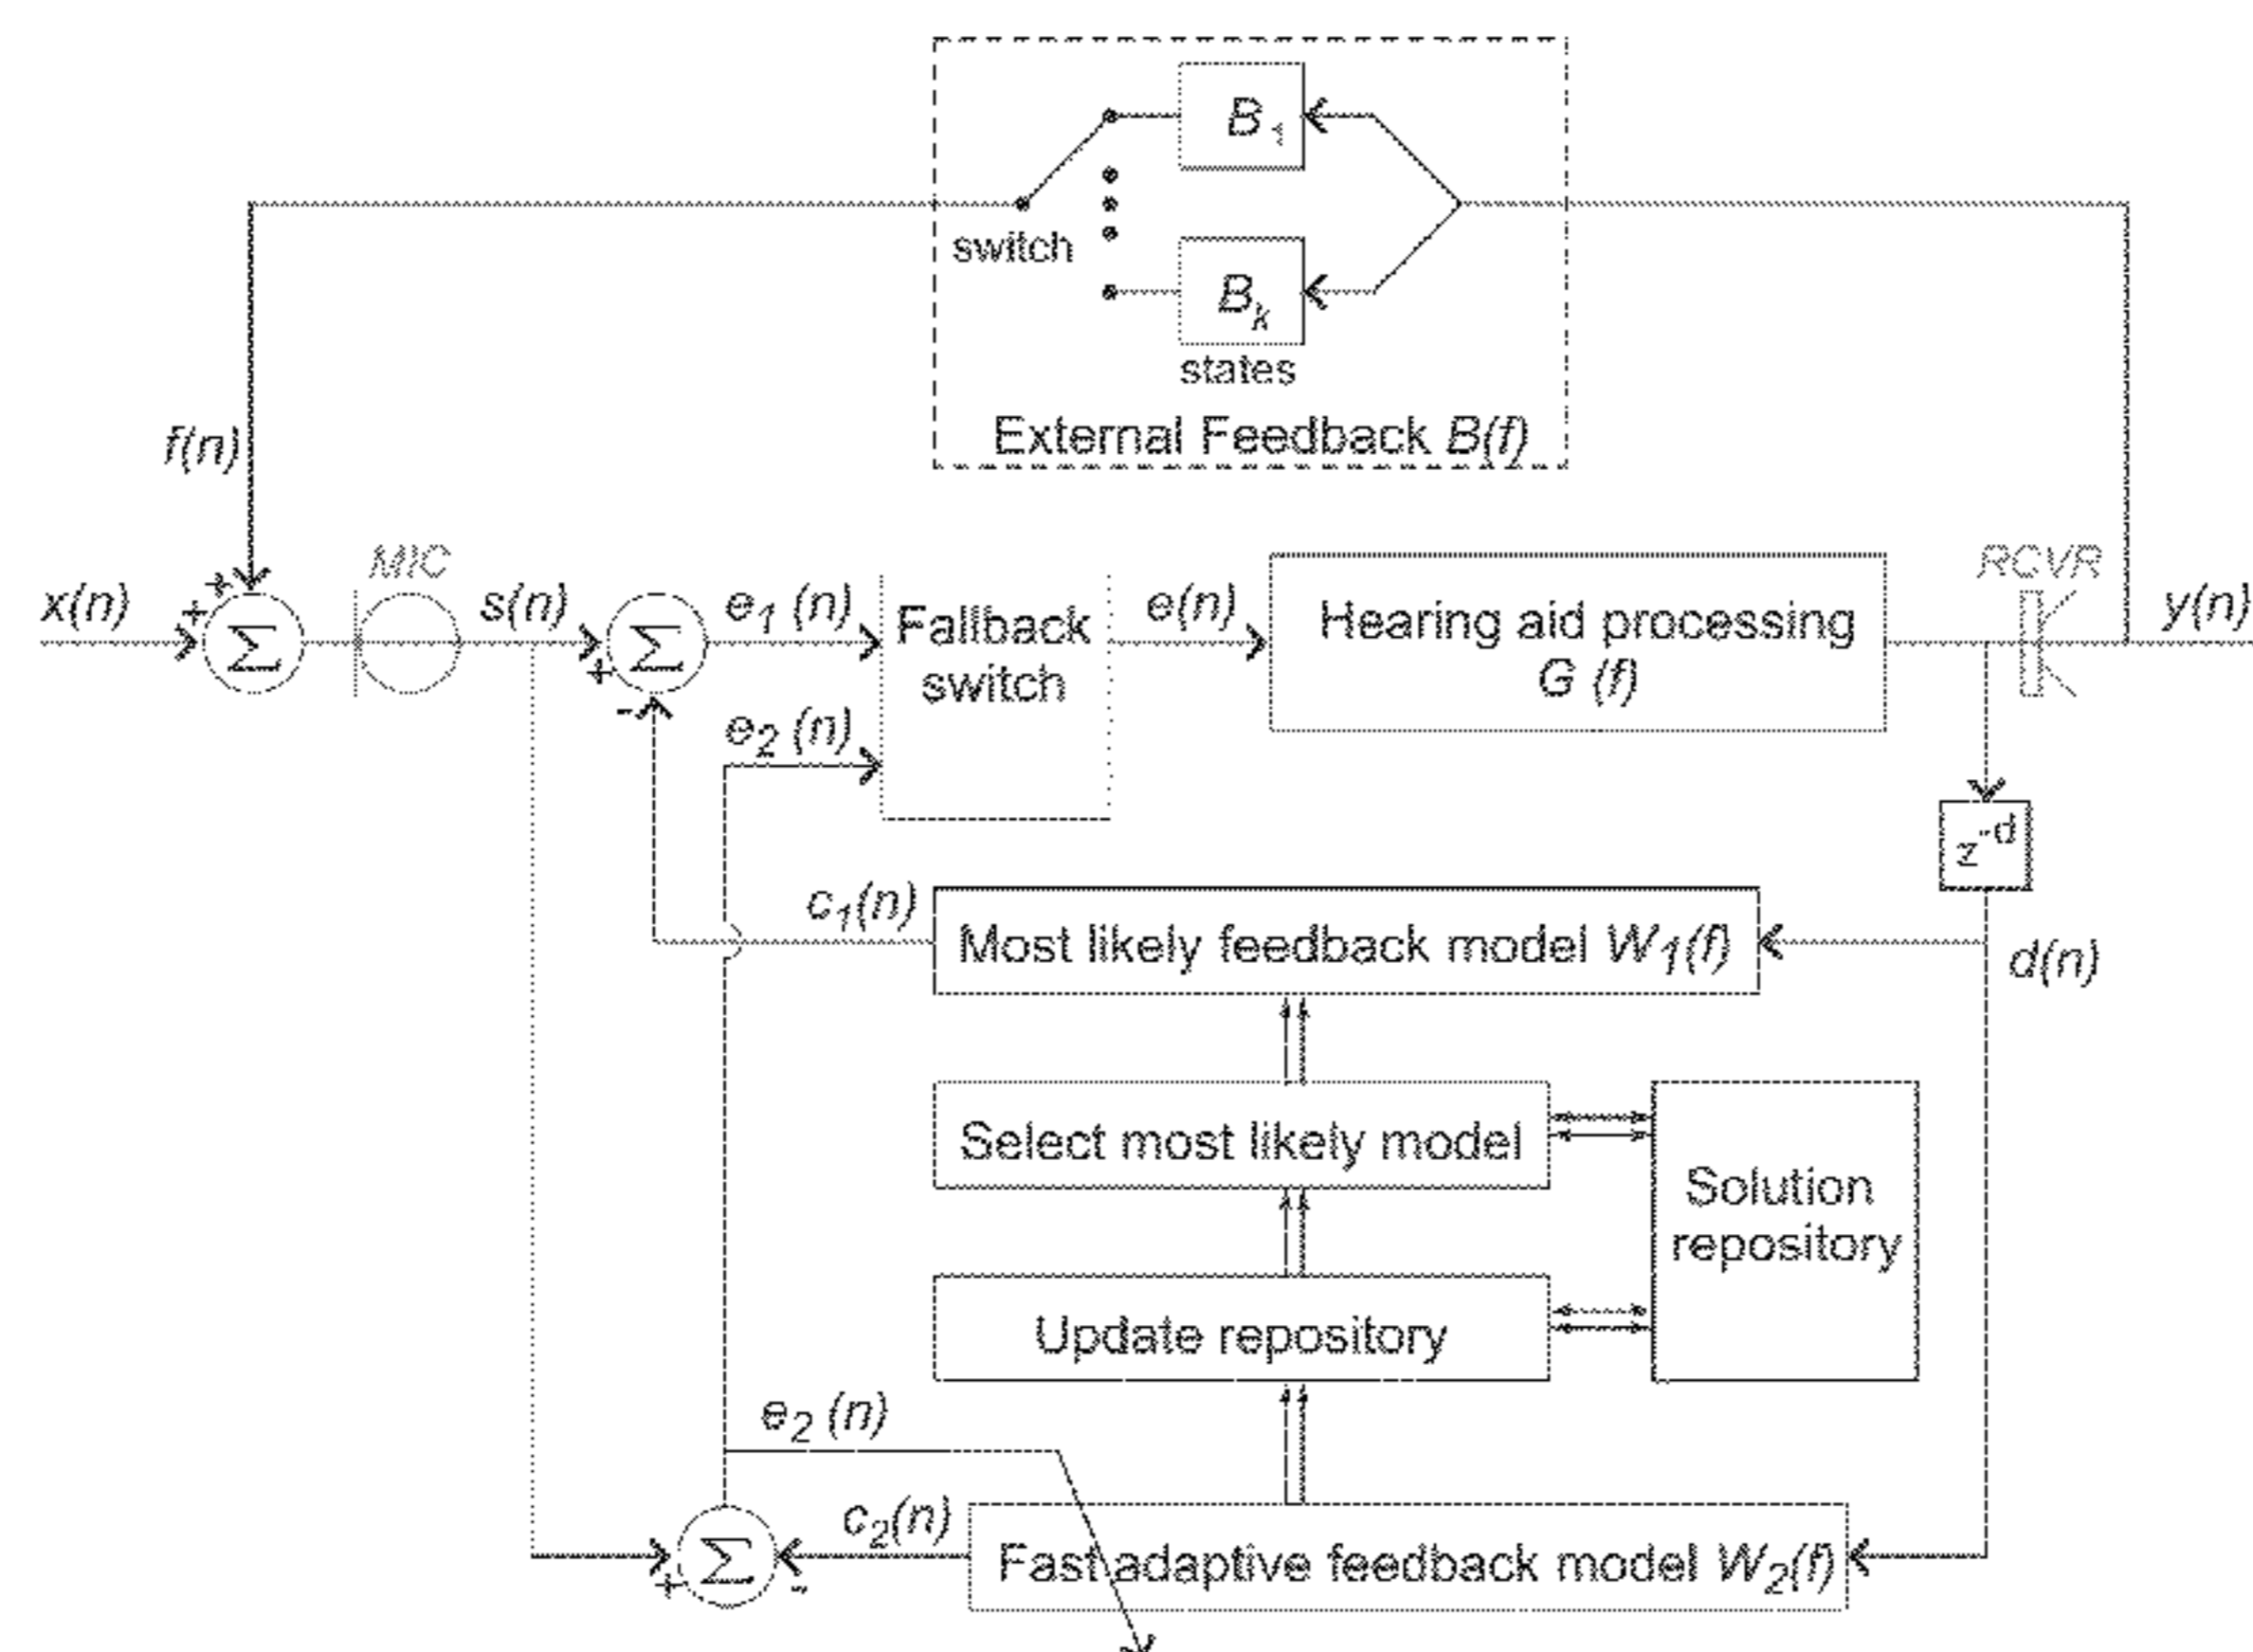 B1
switch
Bk
states
External Feedback B(f)
f(n)
x(n)
+
+
Σ
MIC
s(n)
+
-
Σ
e1 (n)
e2 (n)
Fallback
switch
e(n)
Hearing aid processing
G (f)
RCVR
y(n)
z-d
d(n)
c1(n)
Most likely feedback model W1(f)
Select most likely model
Solution
repository
Update repository
e2 (n)
Σ
+
-
c2(n)
Fast adaptive feedback model W2(f)